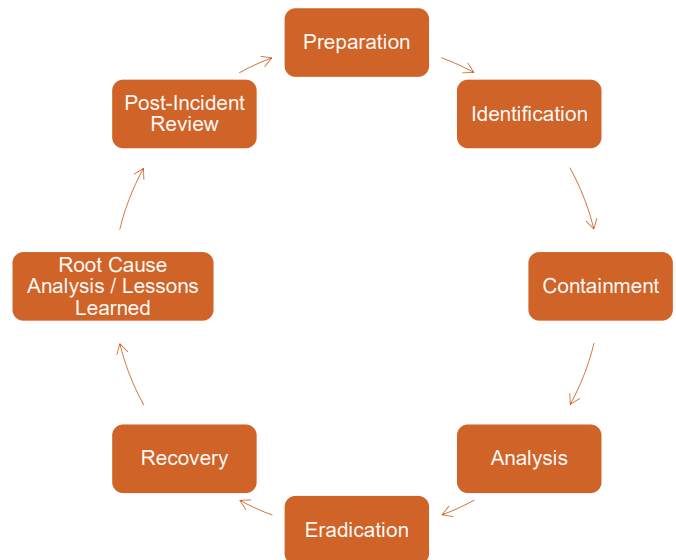 Preparation
Identification
Containment
Analysis
Eradication
Recovery
Root Cause
Analysis / Lessons
Learned
Post-Incident
Review